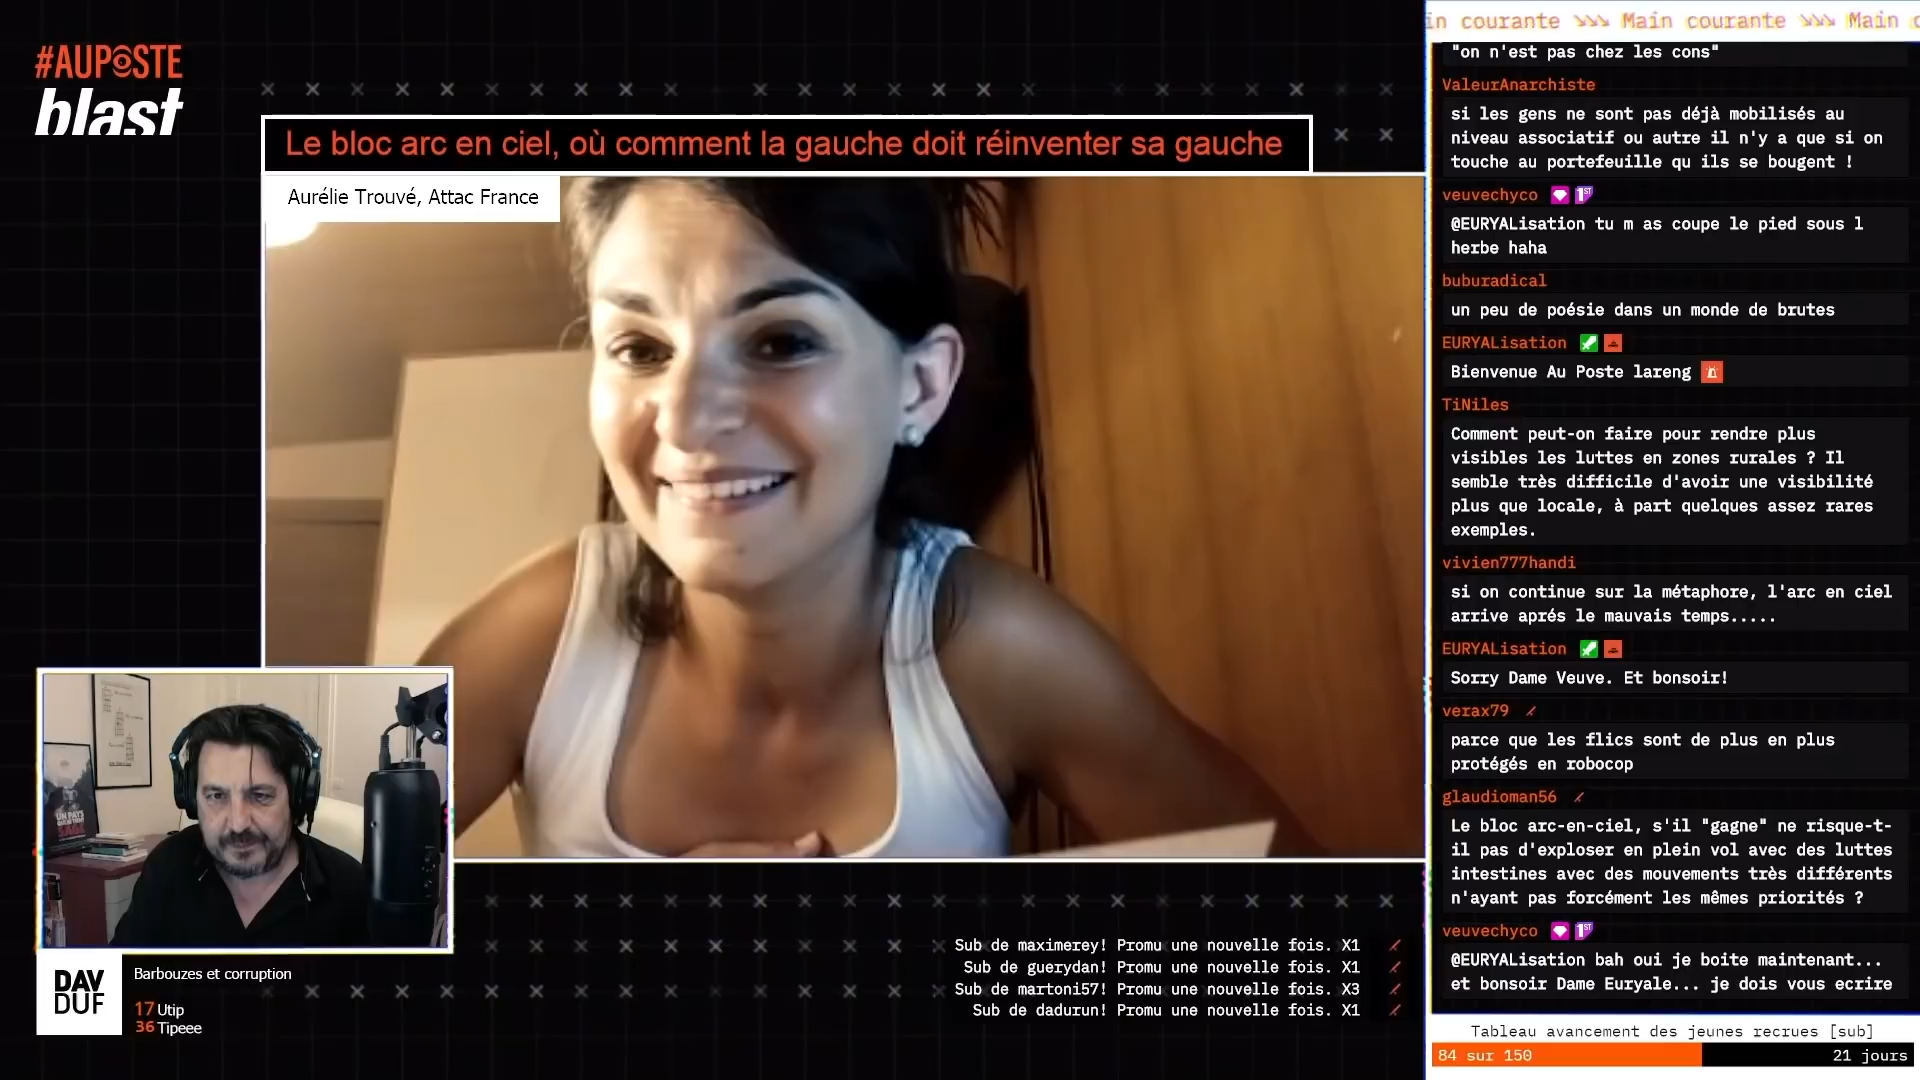 #AUPOSTE
blast
Le bloc arc en ciel, où comment la gauche doit réinventer sa gauche
Aurélie Trouvé, Attac France
UN PAYS
QUI SE TIENT
SAGE
DAV
DUF
Barbouzes et corruption
17 Utip
36 Tipeee
Sub de maximerey! Promu une nouvelle fois. X1
Sub de guerydan! Promu une nouvelle fois. X1
Sub de martoni57! Promu une nouvelle fois. X3
Sub de dadurun! Promu une nouvelle fois. X1
in courante ↘↘↘ Main courante ↘↘↘ Main c
"on n'est pas chez les cons"
ValeurAnarchiste
si les gens ne sont pas déjà mobilisés au
niveau associatif ou autre il n'y a que si on
touche au portefeuille qu ils se bougent !
veuvechyco 1ST
@EURYALisation tu m as coupe le pied sous l
herbe haha
buburadical
un peu de poésie dans un monde de brutes
EURYALisation
Bienvenue Au Poste lareng
TiNiles
Comment peut-on faire pour rendre plus
visibles les luttes en zones rurales ? Il
semble très difficile d'avoir une visibilité
plus que locale, à part quelques assez rares
exemples.
vivien777handi
si on continue sur la métaphore, l'arc en ciel
arrive aprés le mauvais temps.....
EURYALisation
Sorry Dame Veuve. Et bonsoir!
verax79
parce que les flics sont de plus en plus
protégés en robocop
glaudioman56
Le bloc arc-en-ciel, s'il "gagne" ne risque-t-
il pas d'exploser en plein vol avec des luttes
intestines avec des mouvements très différents
n'ayant pas forcément les mêmes priorités ?
veuvechyco 1ST
@EURYALisation bah oui je boite maintenant...
et bonsoir Dame Euryale... je dois vous ecrire
Tableau avancement des jeunes recrues [sub]
84 sur 150 21 jours